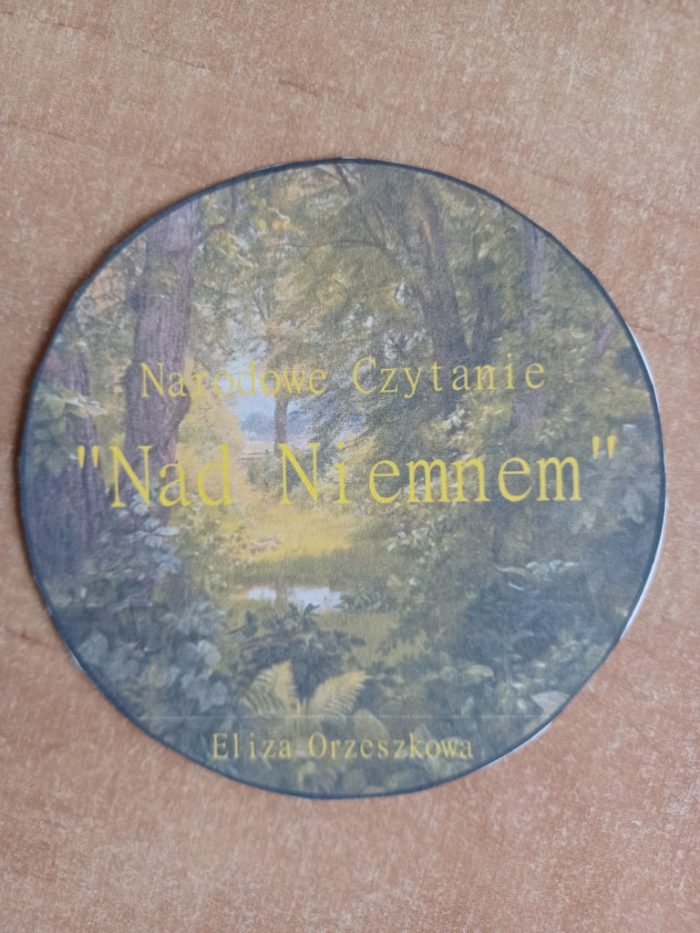 Narodowe Czytanie
"Nad Niemnem"
Eliza Orzeszkowa